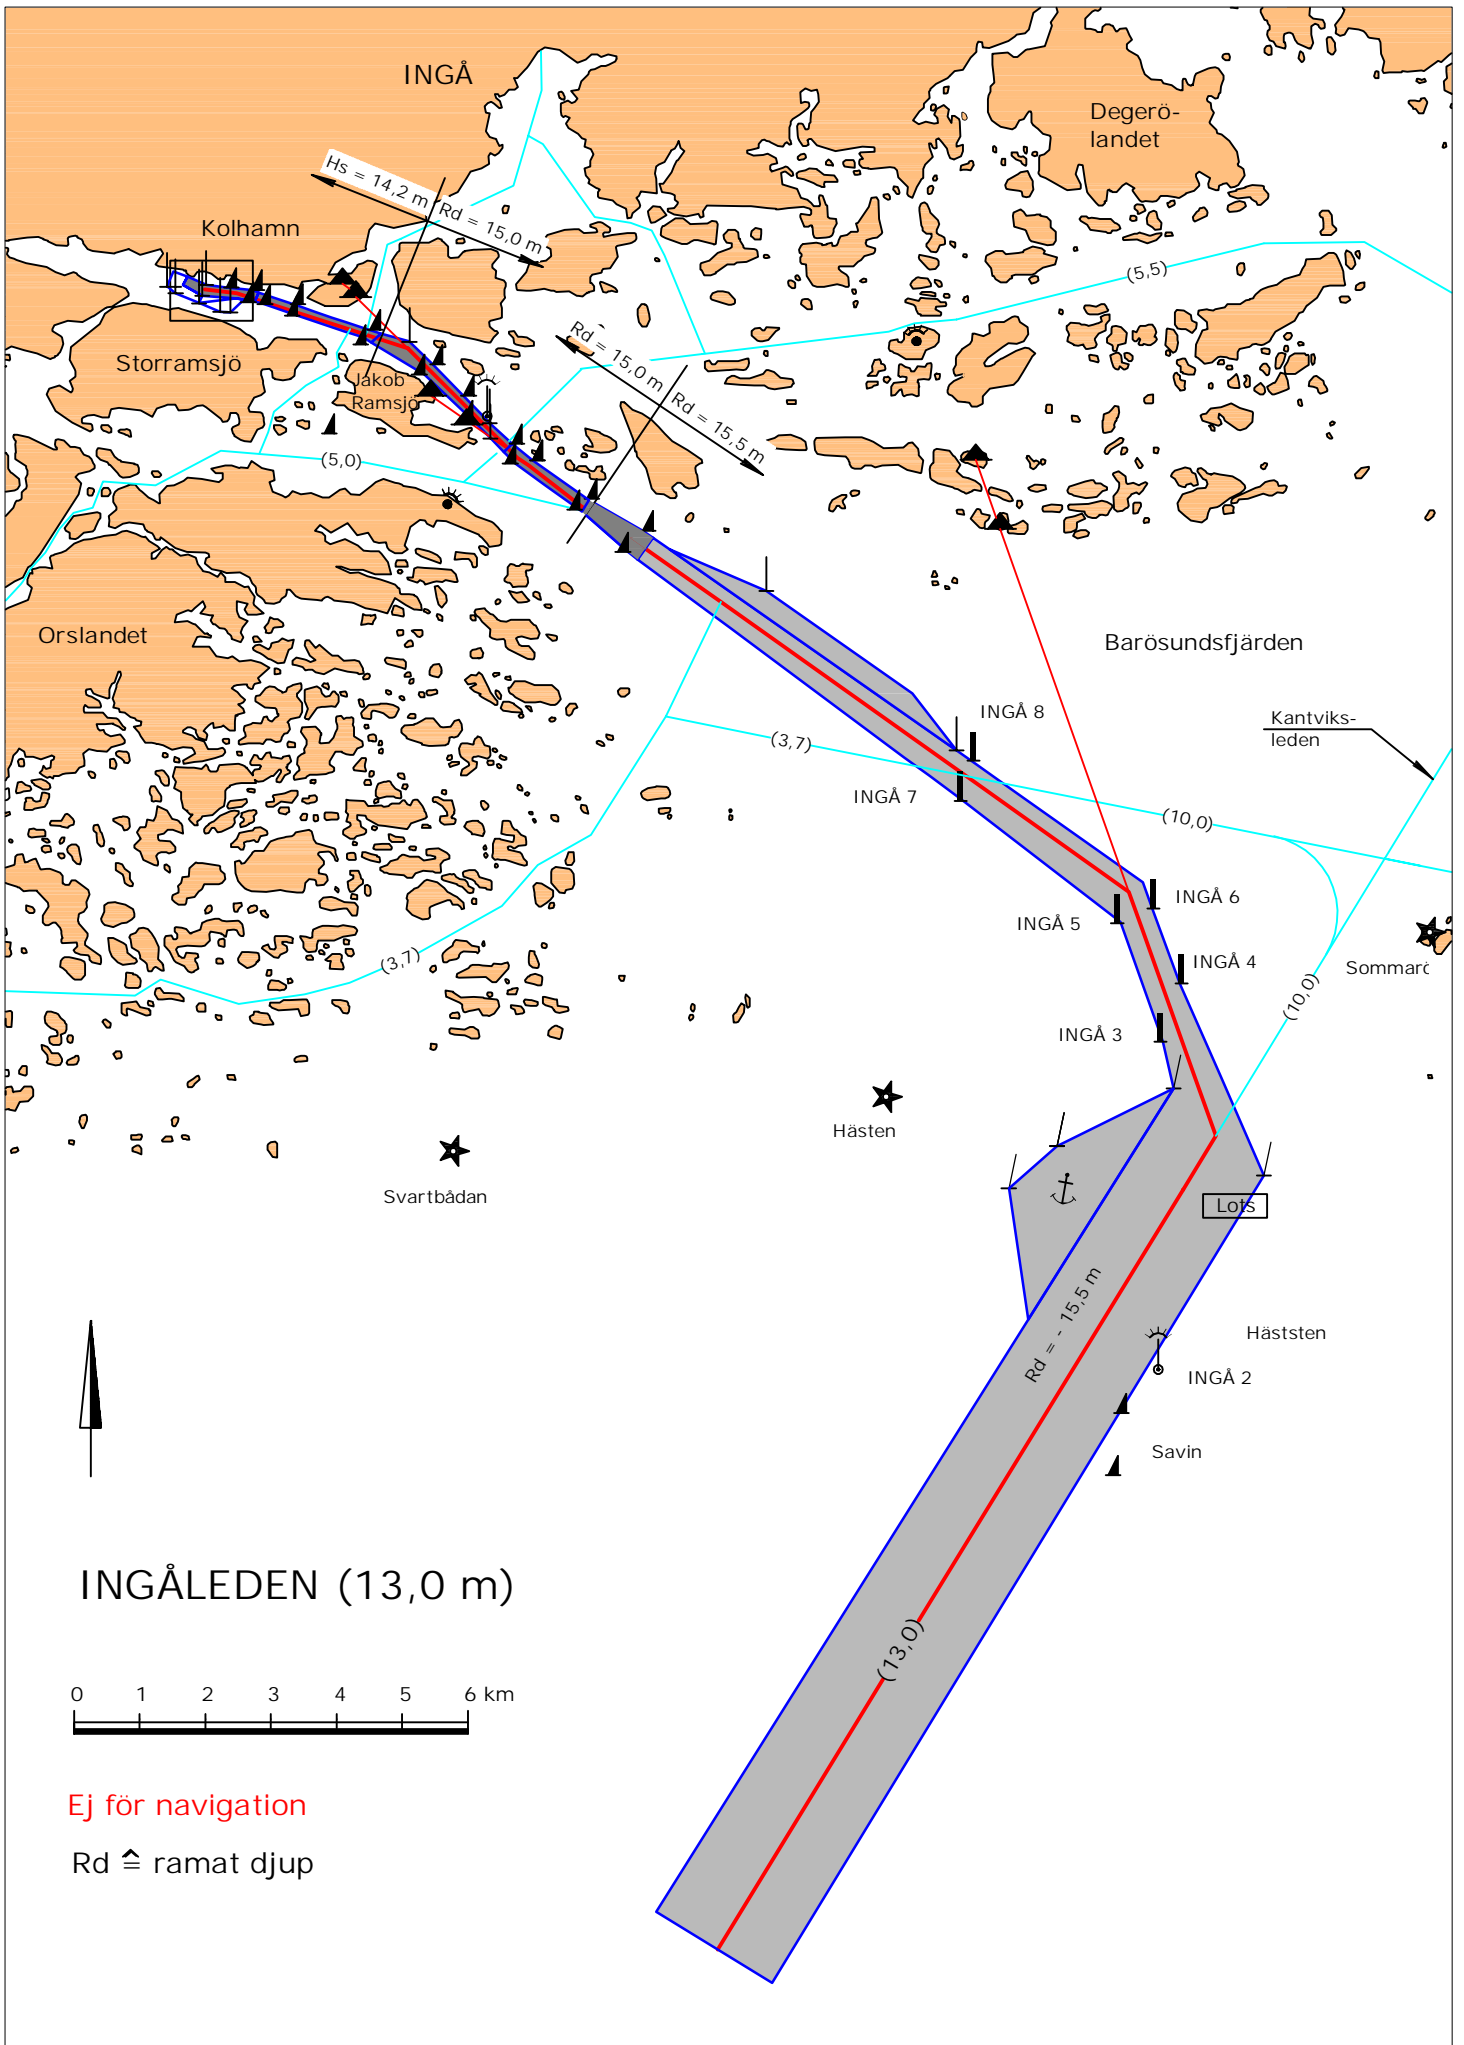 INGÅ
Degerö-
landet
Hs = 14,2 m
Rd = 15,0 m
Kolhamn
(5,5)
Rd = 15,0 m
Rd = 15,5 m
Storramsjö
Jakob
Ramsjö
(5,0)
Orslandet
Barösundsfjärden
INGÅ 8
Kantviks-
leden
(3,7)
INGÅ 7
(10,0)
INGÅ 6
INGÅ 5
(3,7)
INGÅ 4
Sommarö
(10,0)
INGÅ 3
Hästen
Svartbådan
Lots
Rd = - 15,5 m
Häststen
INGÅ 2
Savin
INGÅLEDEN (13,0 m)
(13,0)
0 1 2 3 4 5 6 km
Ej för navigation
Rd ≙ ramat djup